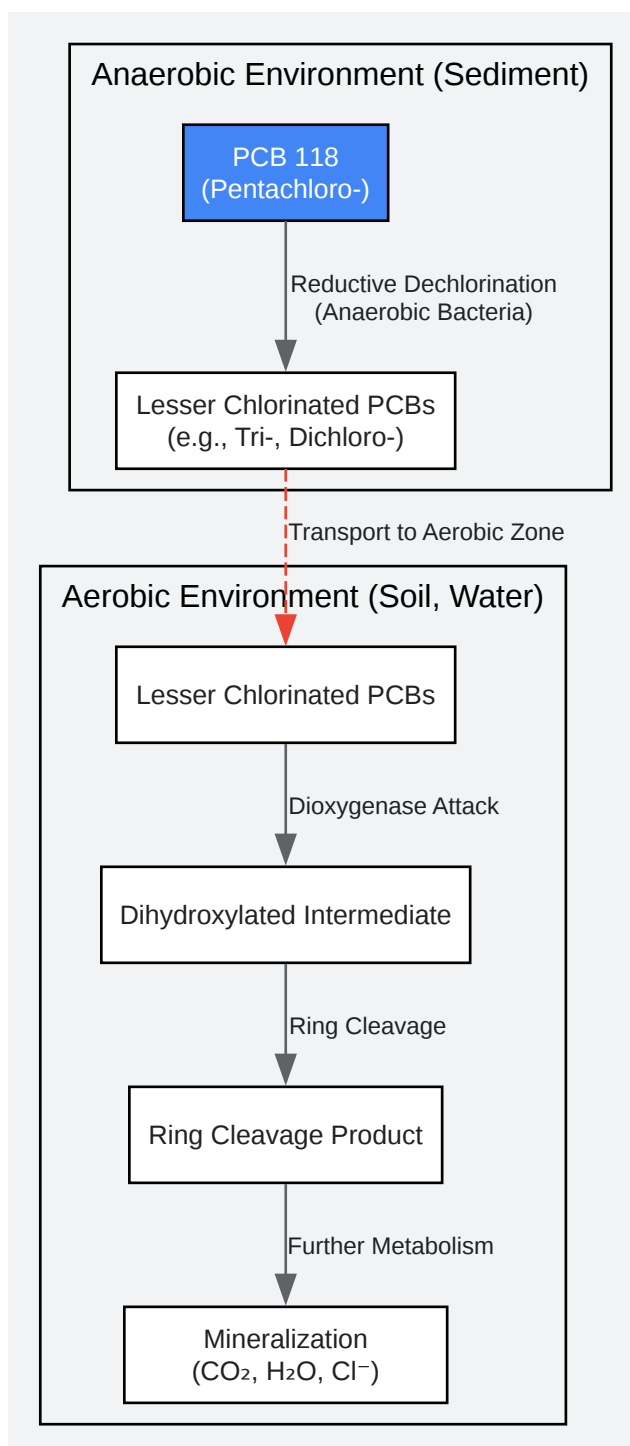 Anaerobic Environment (Sediment)
PCB 118
(Pentachloro-)
Reductive Dechlorination
(Anaerobic Bacteria)
Lesser Chlorinated PCBs
(e.g., Tri-, Dichloro-)
Transport to Aerobic Zone
Aerobic Environment (Soil, Water)
Lesser Chlorinated PCBs
Dioxygenase Attack
Dihydroxylated Intermediate
Ring Cleavage
Ring Cleavage Product
Further Metabolism
Mineralization
(CO₂, H₂O, Cl⁻)